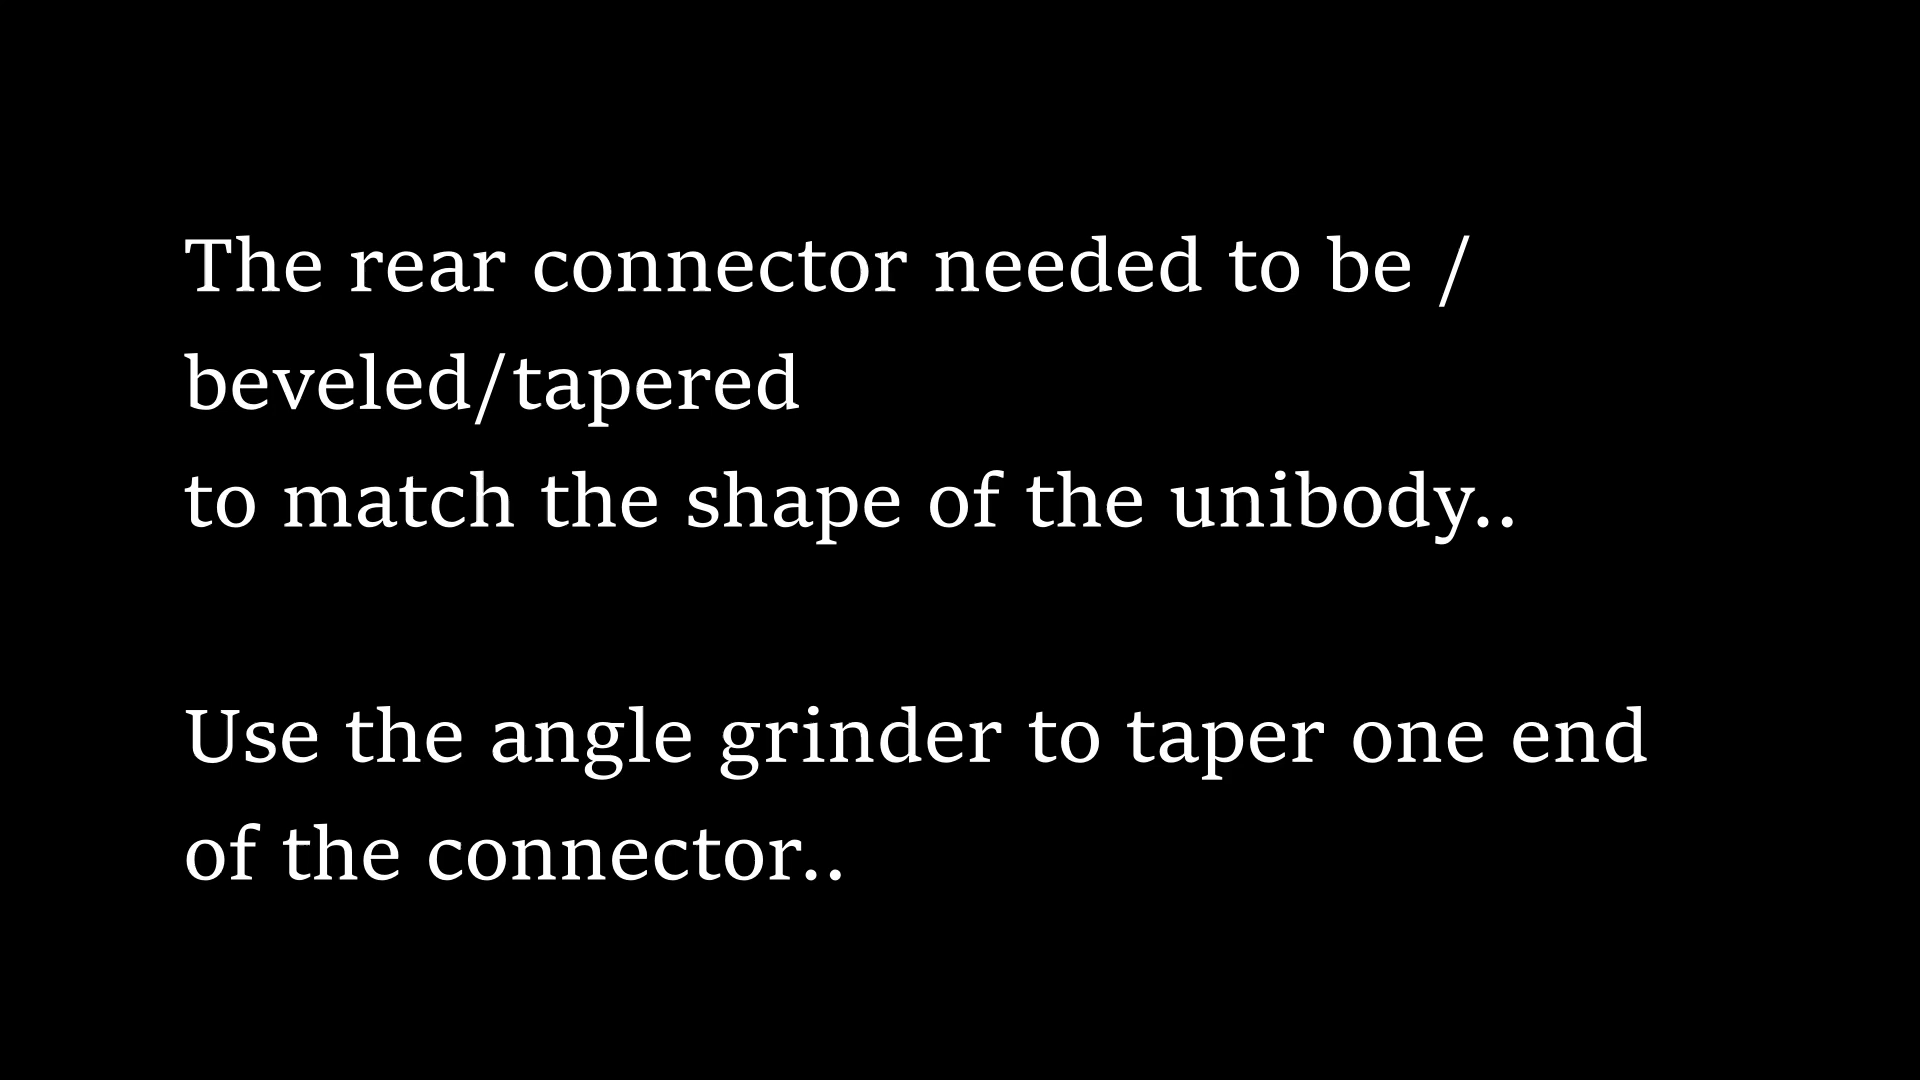 The rear connector needed to be /
beveled/tapered
to match the shape of the unibody..
Use the angle grinder to taper one end
of the connector..